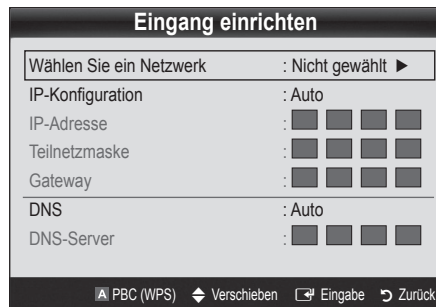 Eingang einrichten
Wählen Sie ein Netzwerk : Nicht gewählt ►
IP-Konfiguration : Auto
IP-Adresse :
Teilnetzmaske :
Gateway :
DNS : Auto
DNS-Server :
A PBC (WPS) Verschieben Eingabe Zurück